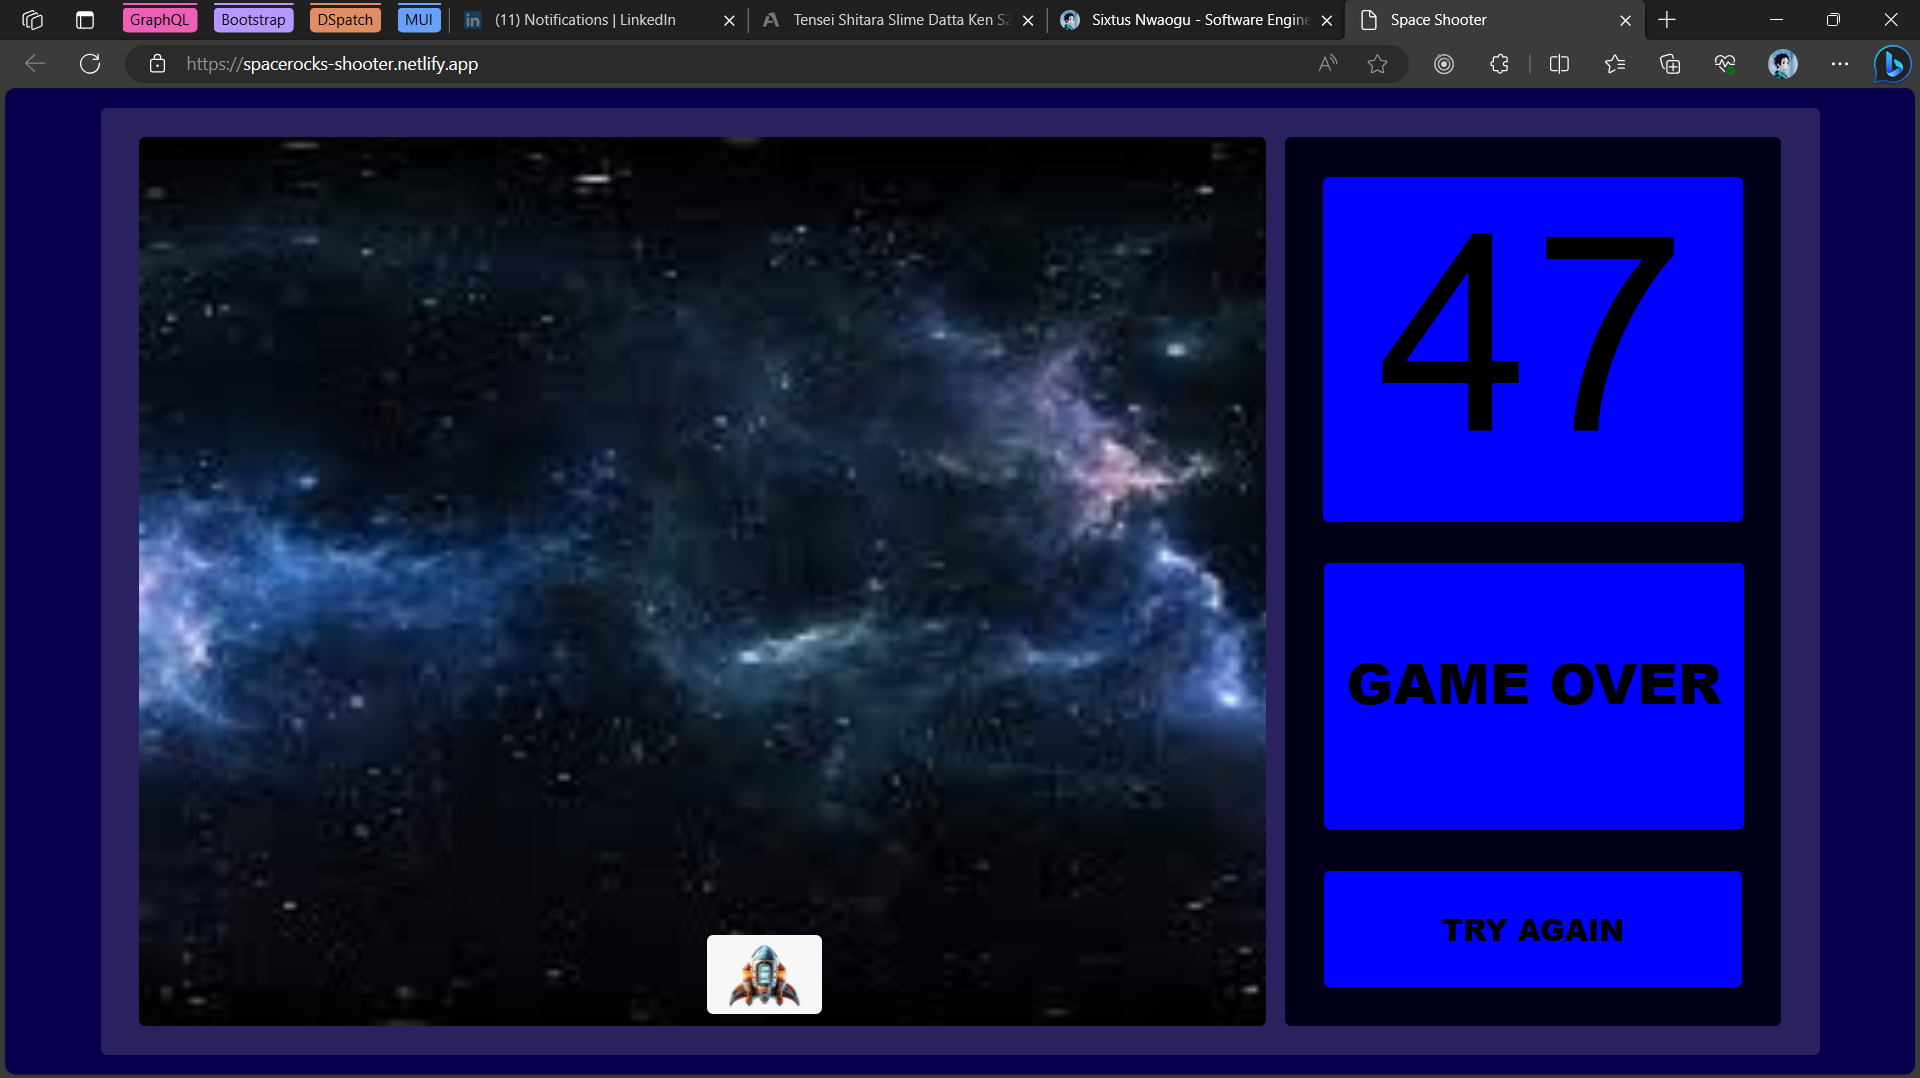 GraphQL
Bootstrap
DSpatch
MUI
(11) Notifications | LinkedIn
Tensei Shitara Slime Datta Ken S2
Sixtus Nwaogu - Software Engine
Space Shooter
https://spacerocks-shooter.netlify.app
47
GAME OVER
TRY AGAIN